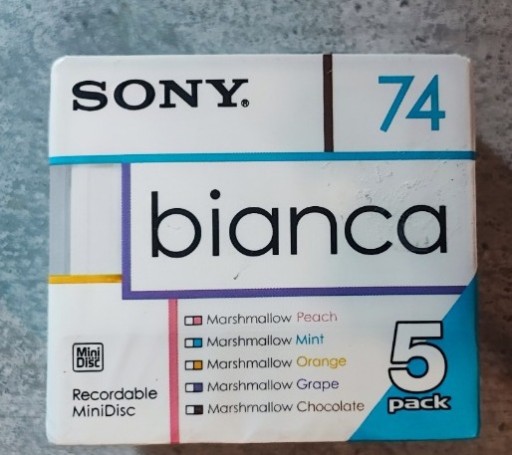 SONY® 74
bianca
Marshmallow Peach
Marshmallow Mint
Marshmallow Orange
Marshmallow Grape
Marshmallow Chocolate
Mini
Disc
Recordable
MiniDisc
5
pack